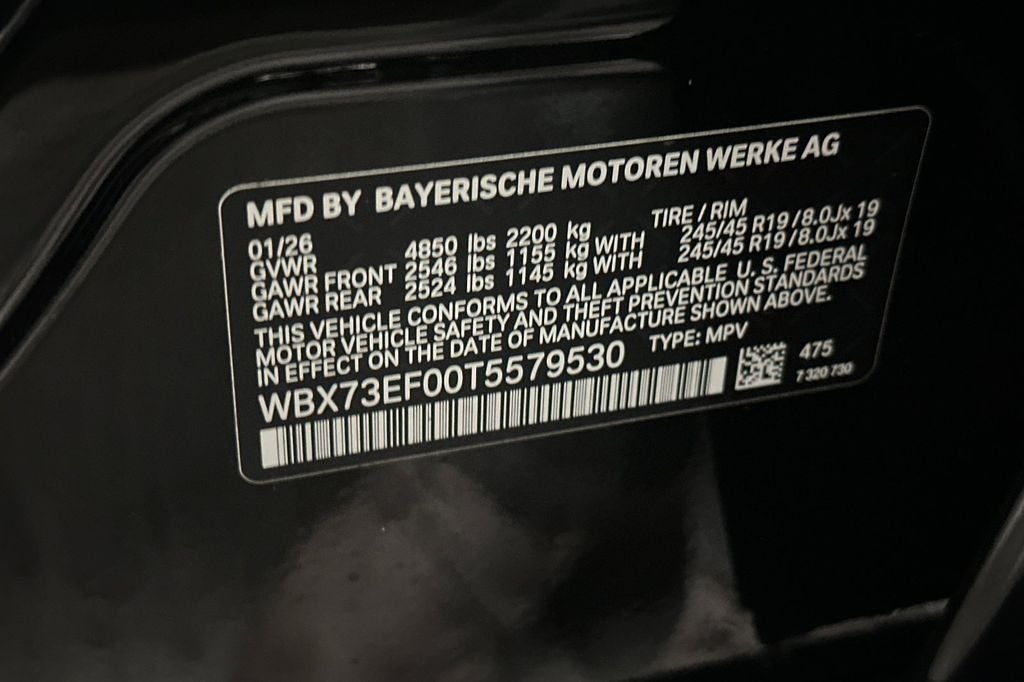 MFD BY BAYERISCHE MOTOREN WERKE AG
01/26 TIRE / RIM
GVWR 4850 lbs 2200 kg
GAWR FRONT 2546 lbs 1155 kg WITH 245/45 R19 /8.0Jx 19
GAWR REAR 2524 lbs 1145 kg WITH 245/45 R19 /8.0Jx 19
THIS VEHICLE CONFORMS TO ALL APPLICABLE U. S. FEDERAL
MOTOR VEHICLE SAFETY AND THEFT PREVENTION STANDARDS
IN EFFECT ON THE DATE OF MANUFACTURE SHOWN ABOVE.
WBX73EF00T5579530 TYPE: MPV
475
7 320 730